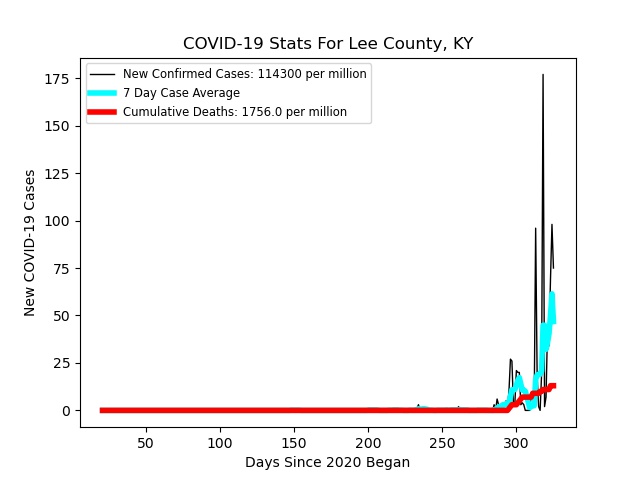 COVID-19 Stats For Lee County, KY
New Confirmed Cases: 114300 per million
7 Day Case Average
Cumulative Deaths: 1756.0 per million
New COVID-19 Cases
175
150
125
100
75
50
25
0
50
100
150
200
250
300
Days Since 2020 Began